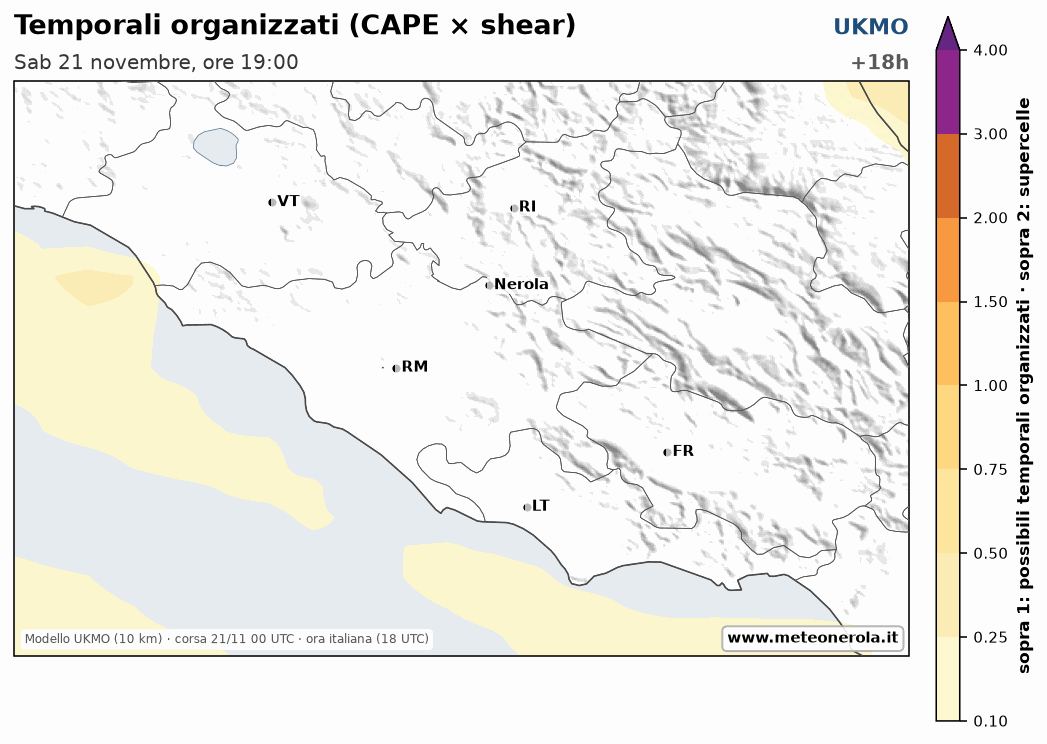 Temporali organizzati (CAPE × shear)
UKMO
Sab 21 novembre, ore 19:00
+18h
VT
RI
Nerola
RM
FR
LT
Modello UKMO (10 km) · corsa 21/11 00 UTC · ora italiana (18 UTC)
www.meteonerola.it
4.00
3.00
2.00
1.50
1.00
0.75
0.50
0.25
0.10
sopra 1: possibili temporali organizzati · sopra 2: supercelle